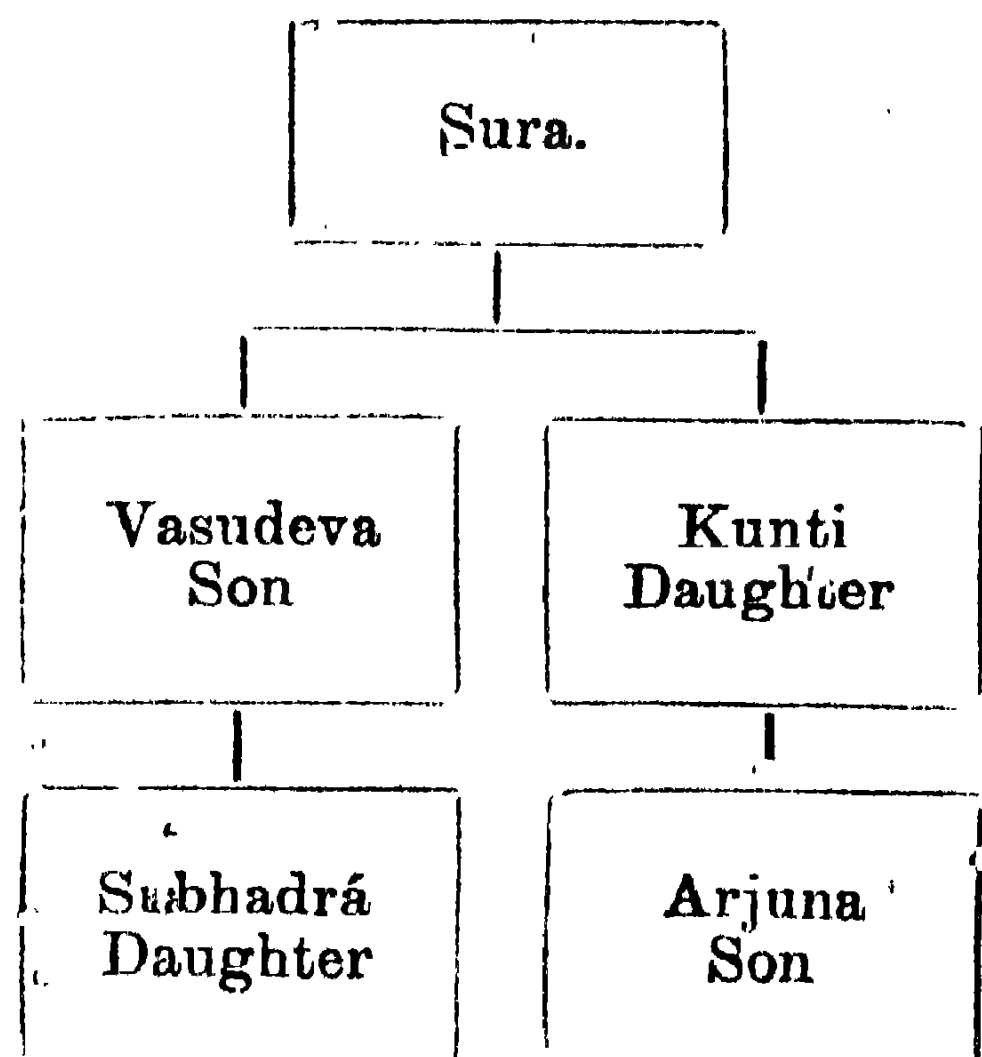 Sura.
Vasudeva
Son
Kunti
Daughter
Subhadrá
Daughter
Arjuna
Son